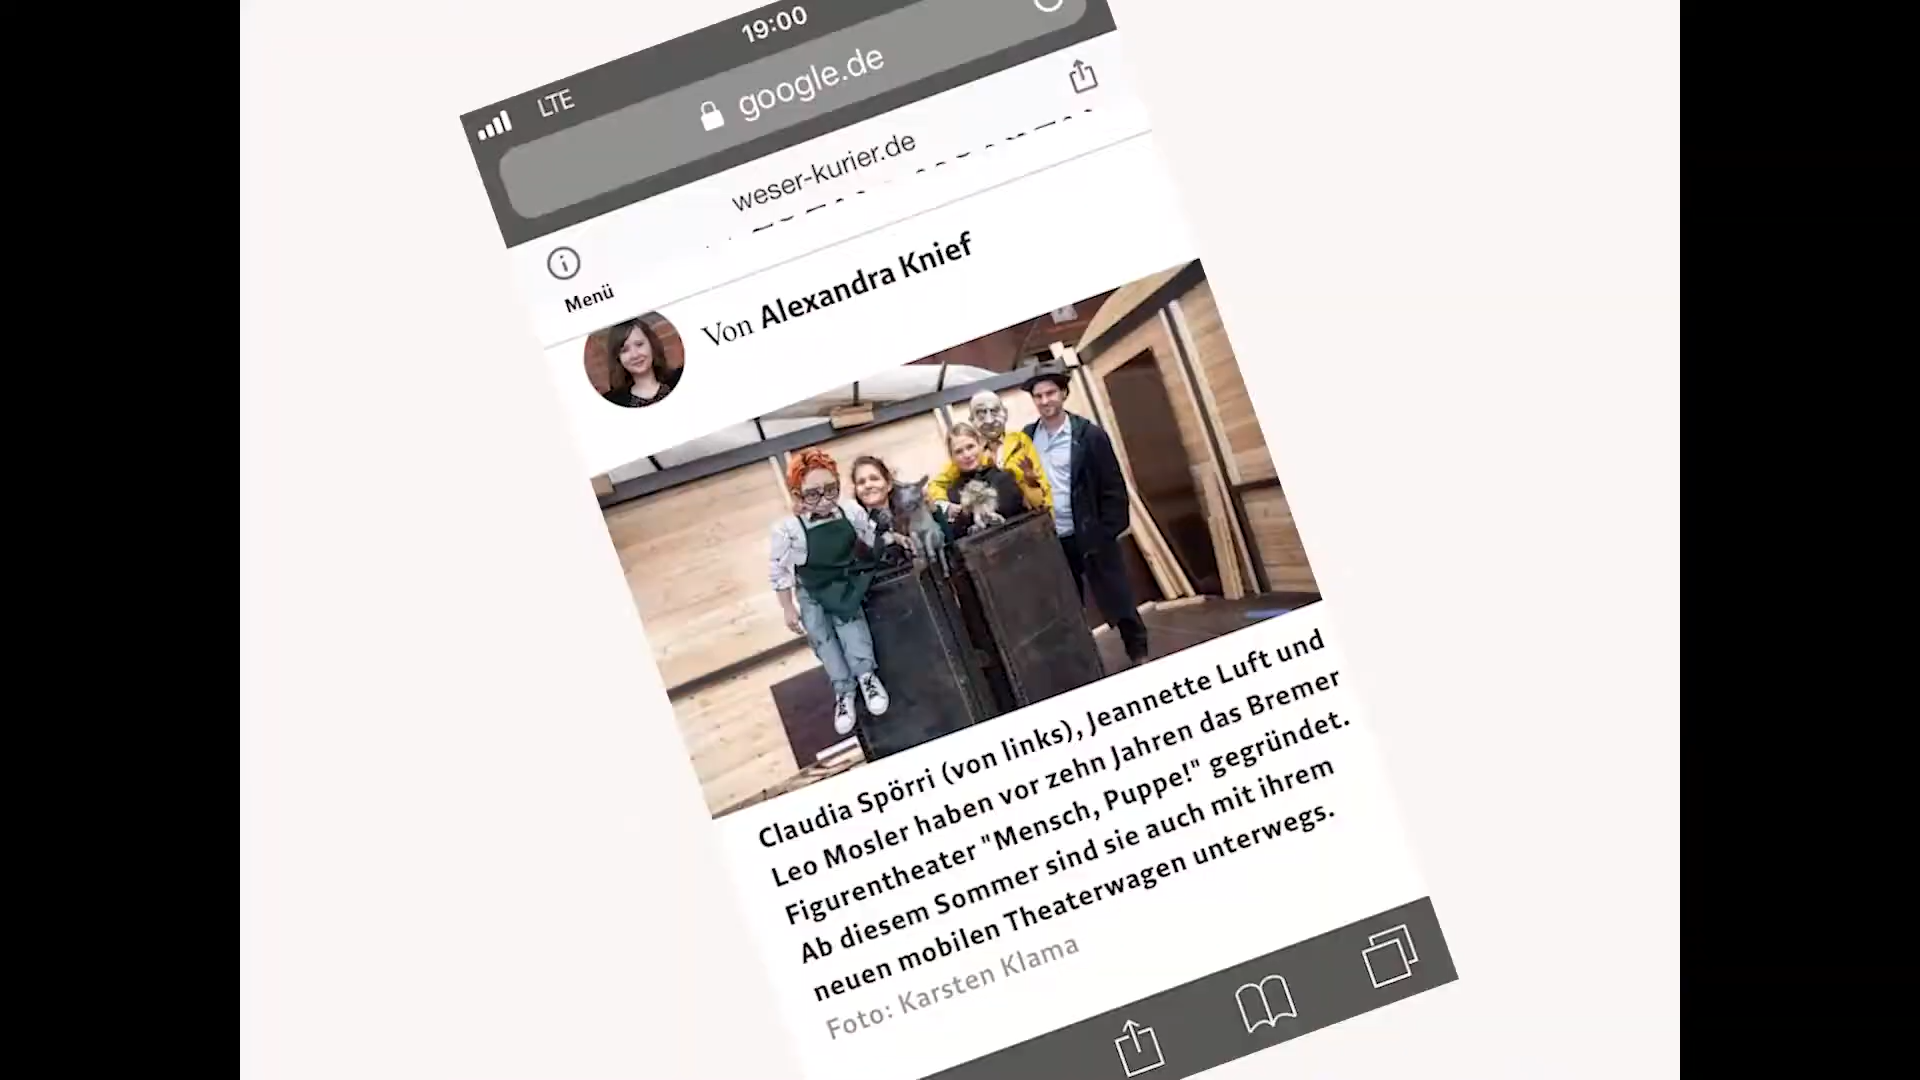 19:00
LTE
google.de
weser-kurier.de
Menü
Von Alexandra Knief
Claudia Spörri (von links), Jeannette Luft und
Leo Mosler haben vor zehn Jahren das Bremer
Figurentheater "Mensch, Puppe!" gegründet.
Ab diesem Sommer sind sie auch mit ihrem
neuen mobilen Theaterwagen unterwegs.
Foto: Karsten Klama